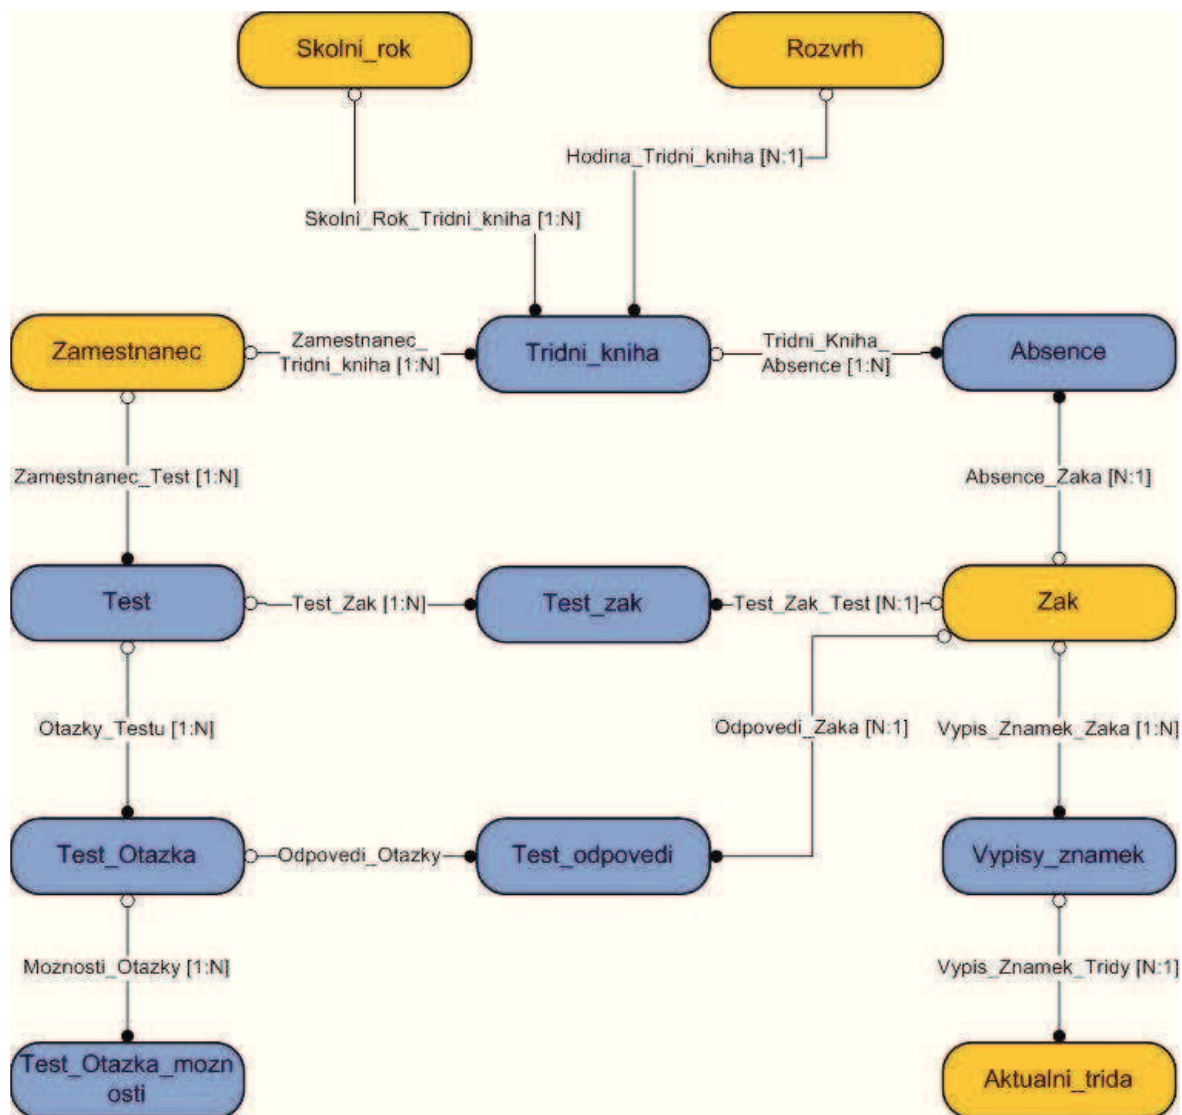 Skolni_rok
Rozvrh
Hodina_Tridni_kniha [N:1]
Skolni_Rok_Tridni_kniha [1:N]
Zamestnanec
Zamestnanec_
Tridni_kniha [1:N]
Tridni_kniha
Tridni_Kniha_
Absence [1:N]
Absence
Zamestnanec_Test [1:N]
Absence_Zaka [N:1]
Test
Test_Zak [1:N]
Test_zak
Test_Zak_Test [N:1]
Zak
Otazky_Testu [1:N]
Odpovedi_Zaka [N:1]
Vypis_Znamek_Zaka [1:N]
Test_Otazka
Odpovedi_Otazky
Test_odpovedi
Vypisy_znamek
Moznosti_Otazky [1:N]
Vypis_Znamek_Tridy [N:1]
Test_Otazka_mozn
osti
Aktualni_trida